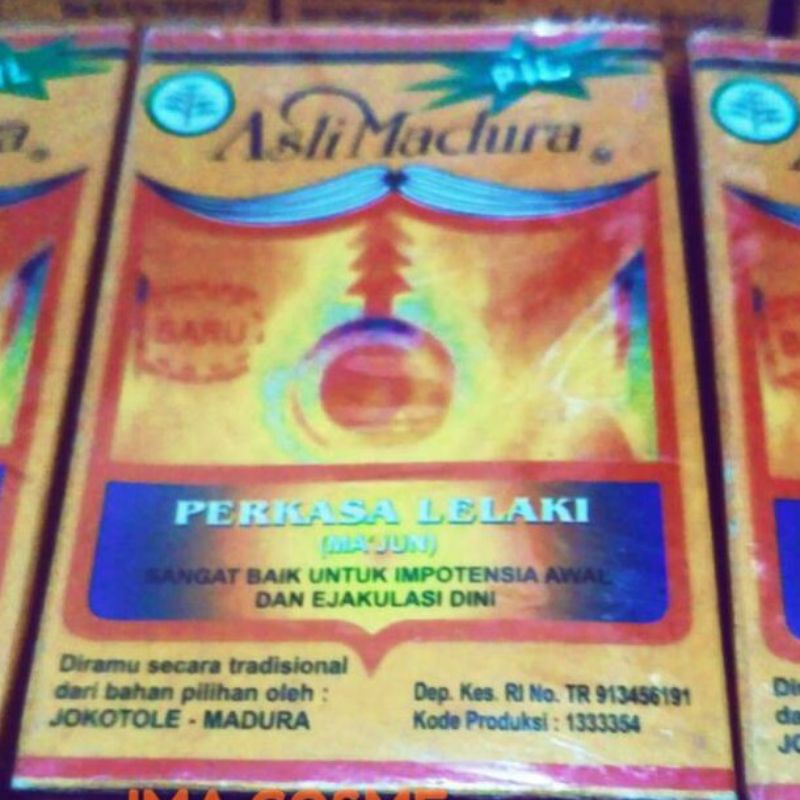 PIL
Asli Madura
BARU
PERKASA LELAKI
(MA'JUN)
SANGAT BAIK UNTUK IMPOTENSIA AWAL
DAN EJAKULASI DINI
Diramu secara tradisional
dari bahan pilihan oleh :
JOKOTOLE - MADURA
Dep. Kes. RI No. TR 913456191
Kode Produksi : 1333354